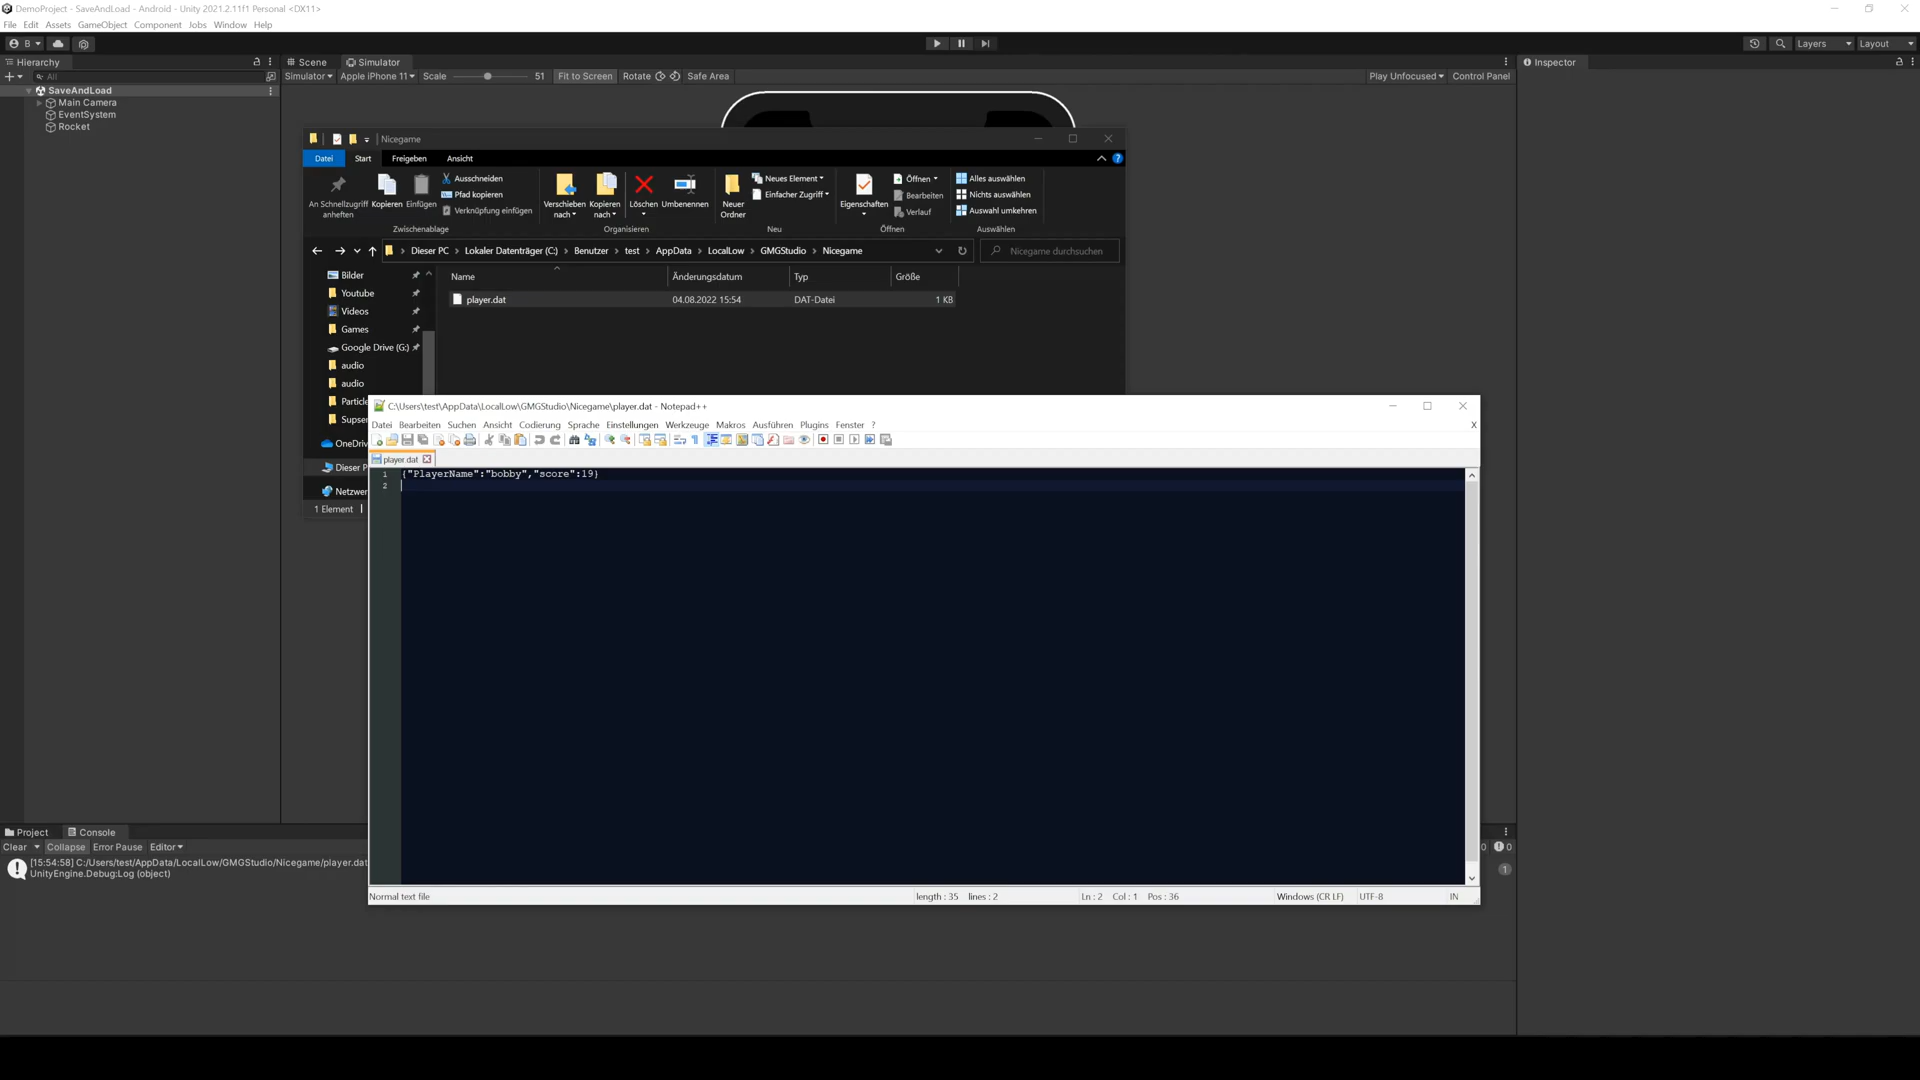 DemoProject - SaveAndLoad - Android - Unity 2021.2.11f1 Personal <DX11>
File Edit Assets GameObject Component Jobs Window Help
B Layers Layout
Hierarchy Scene Simulator Inspector
All Simulator Apple iPhone 11 Scale 51 Fit to Screen Rotate Safe Area Play Unfocused Control Panel
SaveAndLoad
Main Camera
EventSystem
Rocket
Nicegame
Datei Start Freigeben Ansicht
An Schnellzugriff anheften
Kopieren
Einfügen
Ausschneiden
Pfad kopieren
Verknüpfung einfügen
Zwischenablage
Verschieben nach
Kopieren nach
Löschen
Umbenennen
Organisieren
Neuer Ordner
Neues Element
Einfacher Zugriff
Neu
Eigenschaften
Öffnen
Bearbeiten
Verlauf
Öffnen
Alles auswählen
Nichts auswählen
Auswahl umkehren
Auswählen
Dieser PC > Lokaler Datenträger (C:) > Benutzer > test > AppData > LocalLow > GMGStudio > Nicegame
Nicegame durchsuchen
Name Änderungsdatum Typ Größe
player.dat 04.08.2022 15:54 DAT-Datei 1 KB
Bilder
Youtube
Videos
Games
Google Drive (G:)
audio
audio
Particle
Supser
OneDriv
Dieser P
Netzwer
1 Element
C:\Users\test\AppData\LocalLow\GMGStudio\Nicegame\player.dat - Notepad++
Datei Bearbeiten Suchen Ansicht Codierung Sprache Einstellungen Werkzeuge Makros Ausführen Plugins Fenster ? X
player.dat
1 {"PlayerName":"bobby","score":19}
2
Normal text file length : 35 lines : 2 Ln : 2 Col : 1 Pos : 36 Windows (CR LF) UTF-8 IN
Project Console
Clear Collapse Error Pause Editor 0 0
[15:54:58] C:/Users/test/AppData/LocalLow/GMGStudio/Nicegame/player.dat
UnityEngine.Debug:Log (object) 1